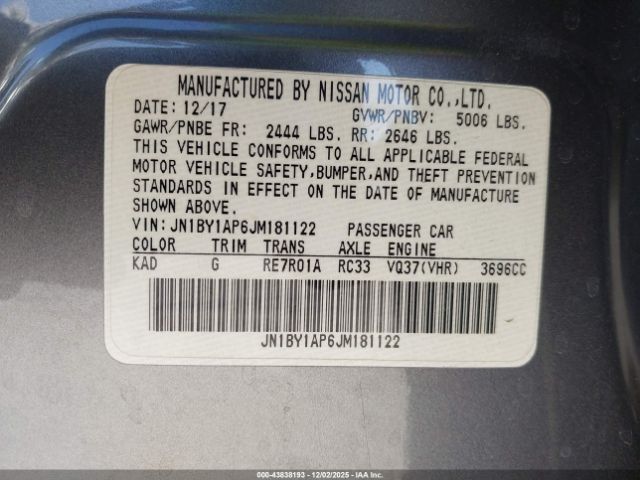 MANUFACTURED BY NISSAN MOTOR CO.,LTD.
DATE: 12/17 GVWR/PNBV: 5006 LBS.
GAWR/PNBE FR: 2444 LBS. RR: 2646 LBS.
THIS VEHICLE CONFORMS TO ALL APPLICABLE FEDERAL
MOTOR VEHICLE SAFETY,BUMPER,AND THEFT PREVENTION
STANDARDS IN EFFECT ON THE DATE OF MANUFACTURE
SHOWN ABOVE.
VIN: JN1BY1AP6JM181122 PASSENGER CAR
COLOR TRIM TRANS AXLE ENGINE
KAD G RE7R01A RC33 VQ37(VHR) 3696CC
JN1BY1AP6JM181122
000-43838193 - 12/02/2025 - IAAI.COM